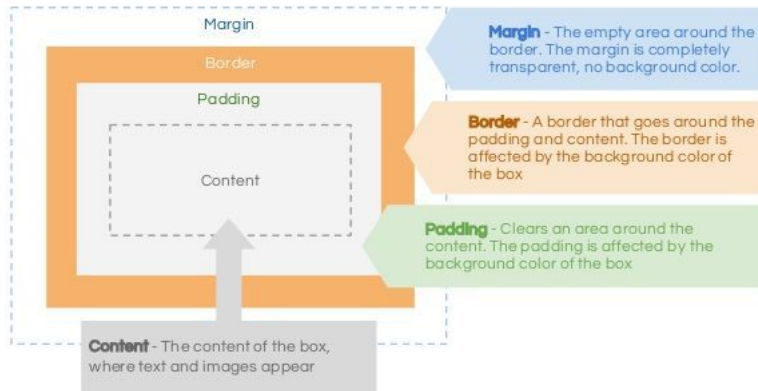 Margin
Border
Padding
Content
Margin - The empty area around the
border. The margin is completely
transparent, no background color.
Border - A border that goes around the
padding and content. The border is
affected by the background color of
the box
Padding - Clears an area around the
content. The padding is affected by the
background color of the box
Content - The content of the box,
where text and images appear